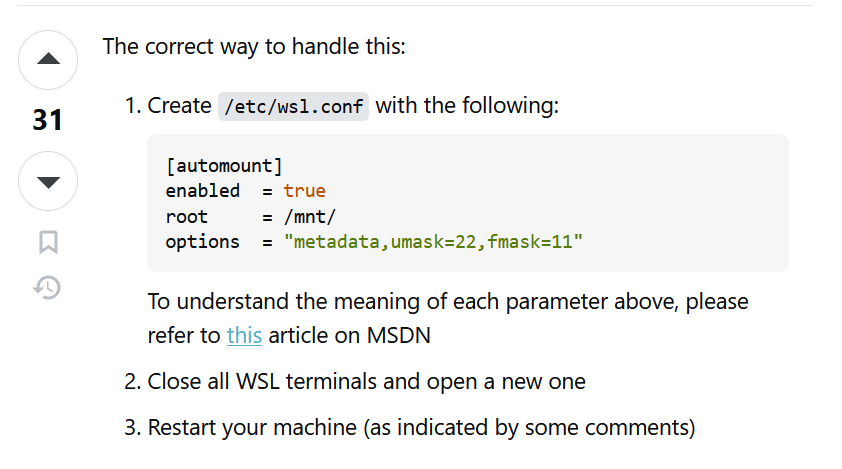 The correct way to handle this:
31
1. Create /etc/wsl.conf with the following:
[automount]
enabled  = true
root     = /mnt/
options  = "metadata,umask=22,fmask=11"
To understand the meaning of each parameter above, please
refer to this article on MSDN
2. Close all WSL terminals and open a new one
3. Restart your machine (as indicated by some comments)